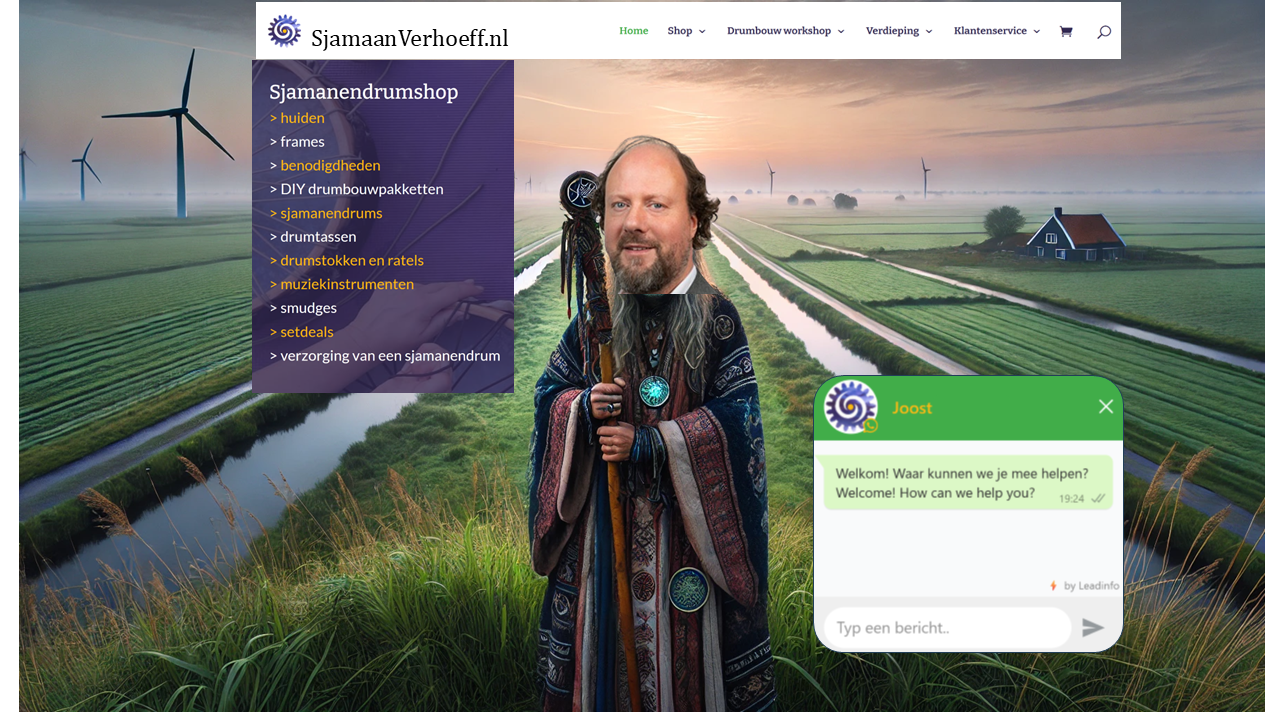 SjamaanVerhoeff.nl
Home Shop Drumbouw workshop Verdieping Klantenservice
Sjamanendrumshop
> huiden
> frames
> benodigdheden
> DIY drumbouwpakketten
> sjamanendrums
> drumtassen
> drumstokken en ratels
> muziekinstrumenten
> smudges
> setdeals
> verzorging van een sjamanendrum
Joost
Welkom! Waar kunnen we je mee helpen?
Welcome! How can we help you?
19:24
by Leadinfo
Typ een bericht..